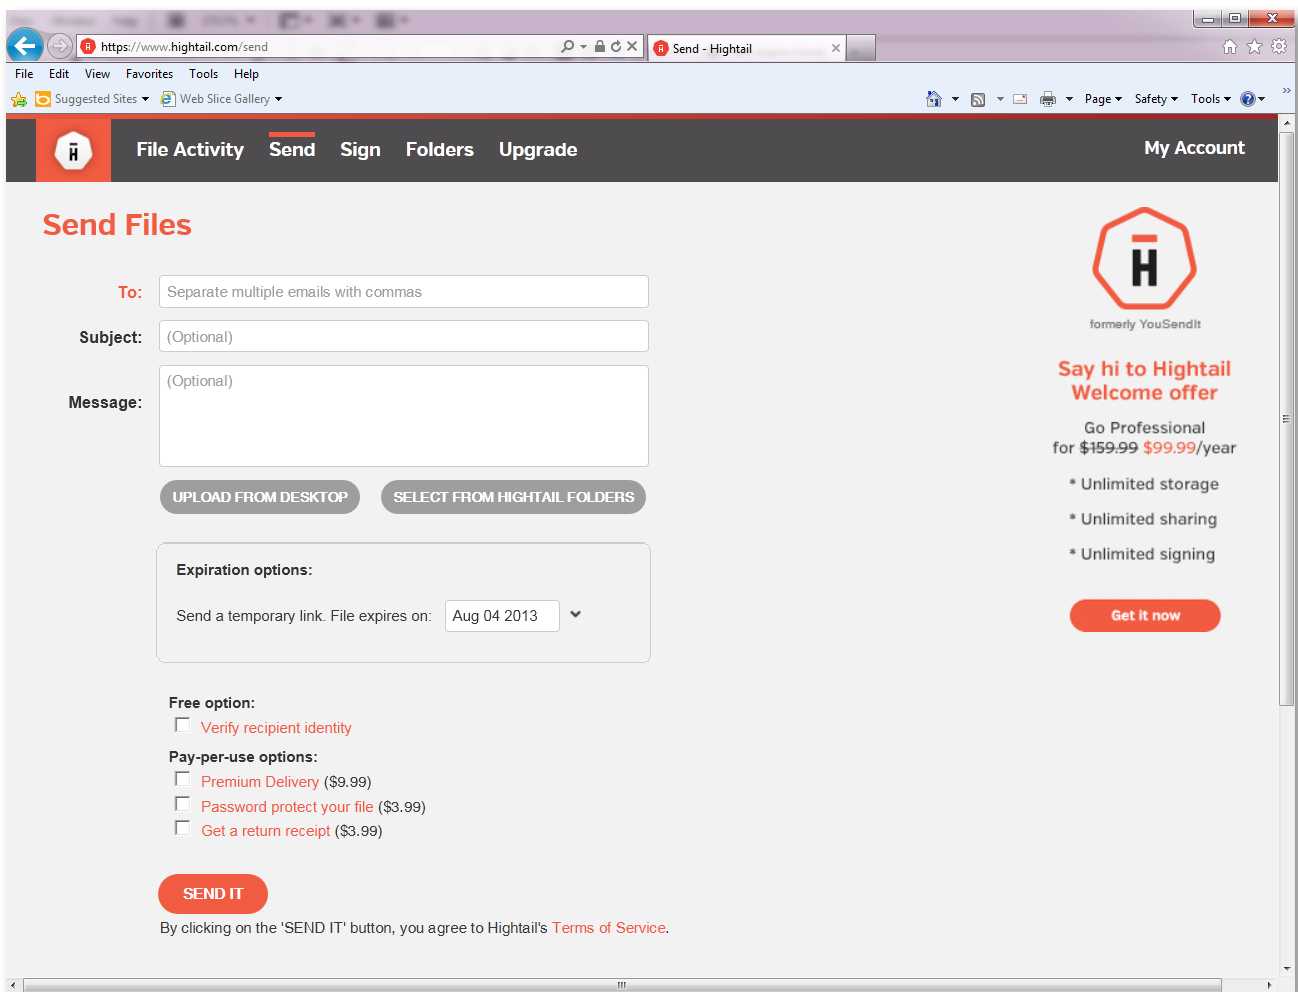 https://www.hightail.com/send
Send - Hightail
File Edit View Favorites Tools Help
Suggested Sites Web Slice Gallery Page Safety Tools
H File Activity Send Sign Folders Upgrade My Account
Send Files
To: Separate multiple emails with commas
Subject: (Optional)
Message: (Optional)
UPLOAD FROM DESKTOP SELECT FROM HIGHTAIL FOLDERS
Expiration options:
Send a temporary link. File expires on: Aug 04 2013
Free option:
Verify recipient identity
Pay-per-use options:
Premium Delivery ($9.99)
Password protect your file ($3.99)
Get a return receipt ($3.99)
SEND IT
By clicking on the 'SEND IT' button, you agree to Hightail's Terms of Service.
H
formerly YouSendIt
Say hi to Hightail
Welcome offer
Go Professional
for $159.99 $99.99/year
* Unlimited storage
* Unlimited sharing
* Unlimited signing
Get it now